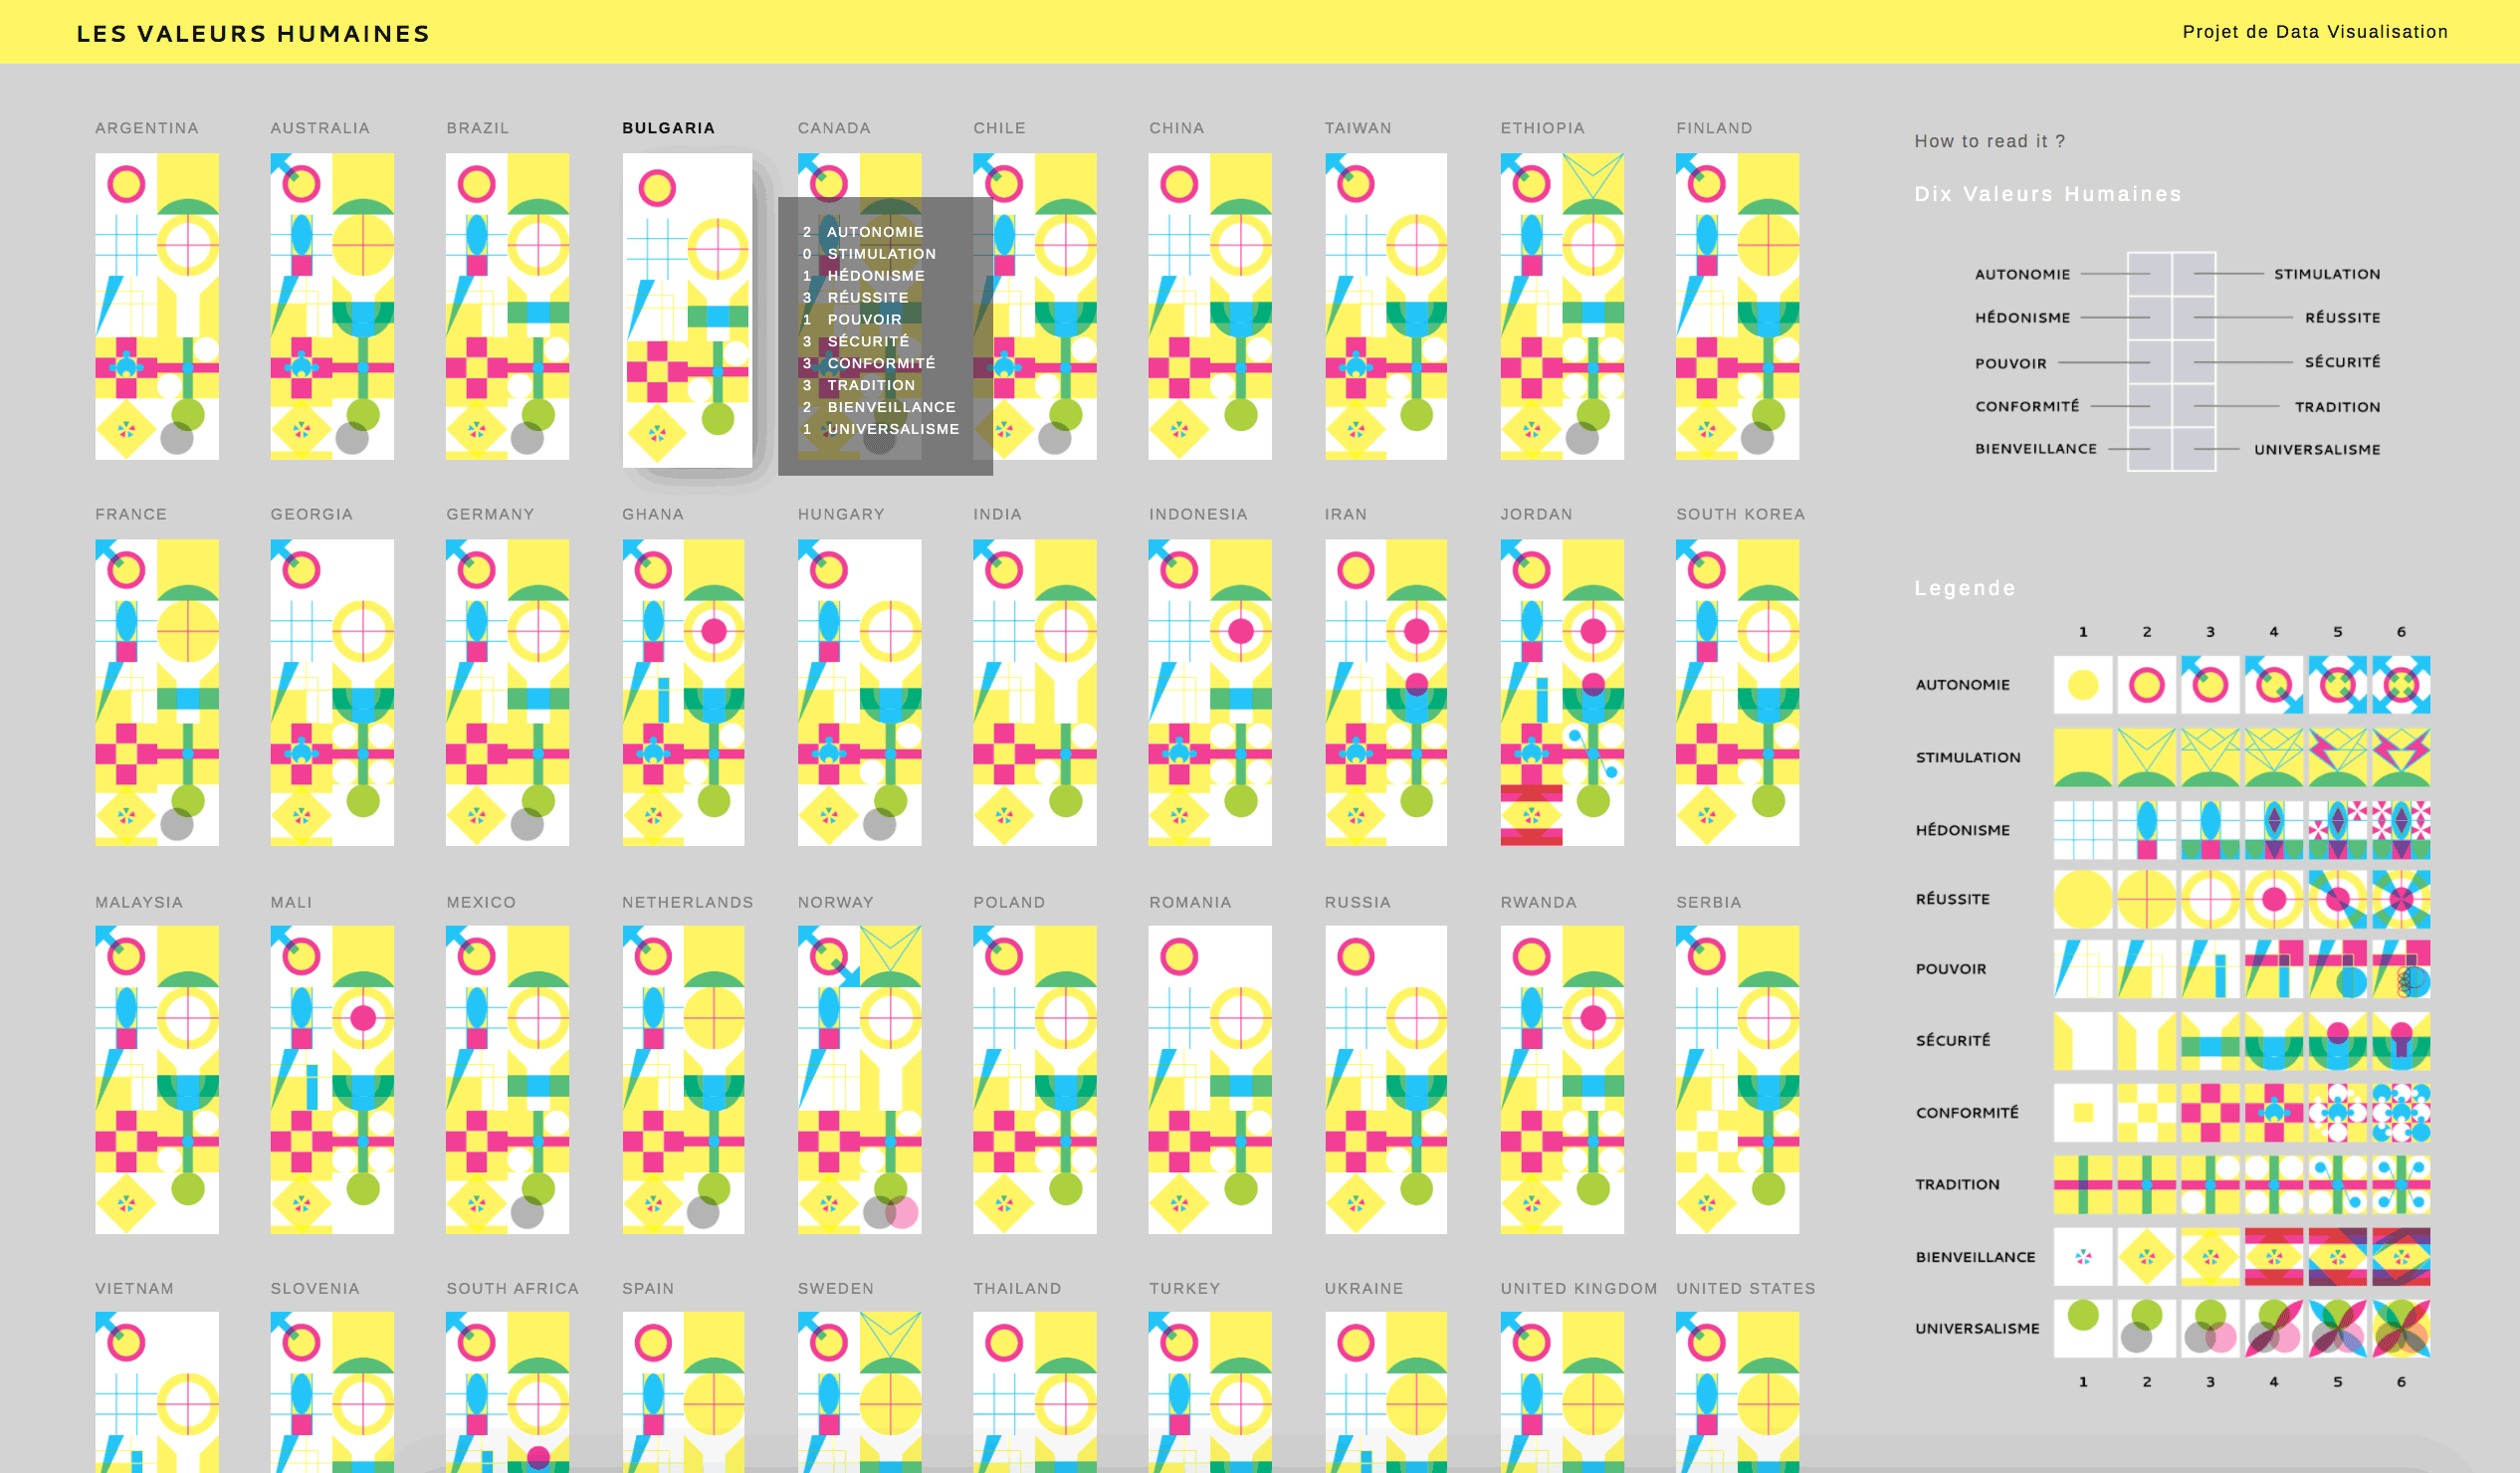 LES VALEURS HUMAINES
Projet de Data Visualisation
ARGENTINA
AUSTRALIA
BRAZIL
BULGARIA
CANADA
CHILE
CHINA
TAIWAN
ETHIOPIA
FINLAND
2 AUTONOMIE
0 STIMULATION
1 HÉDONISME
3 RÉUSSITE
1 POUVOIR
3 SÉCURITÉ
3 CONFORMITÉ
3 TRADITION
2 BIENVEILLANCE
1 UNIVERSALISME
FRANCE
GEORGIA
GERMANY
GHANA
HUNGARY
INDIA
INDONESIA
IRAN
JORDAN
SOUTH KOREA
MALAYSIA
MALI
MEXICO
NETHERLANDS
NORWAY
POLAND
ROMANIA
RUSSIA
RWANDA
SERBIA
VIETNAM
SLOVENIA
SOUTH AFRICA
SPAIN
SWEDEN
THAILAND
TURKEY
UKRAINE
UNITED KINGDOM
UNITED STATES
How to read it ?
Dix Valeurs Humaines
AUTONOMIE
STIMULATION
HÉDONISME
RÉUSSITE
POUVOIR
SÉCURITÉ
CONFORMITÉ
TRADITION
BIENVEILLANCE
UNIVERSALISME
Legende
1 2 3 4 5 6
AUTONOMIE
STIMULATION
HÉDONISME
RÉUSSITE
POUVOIR
SÉCURITÉ
CONFORMITÉ
TRADITION
BIENVEILLANCE
UNIVERSALISME
1 2 3 4 5 6